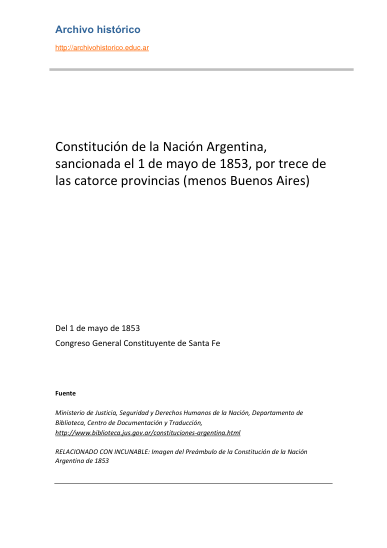 Archivo histórico
http://archivohistorico.educ.ar
Constitución de la Nación Argentina,
sancionada el 1 de mayo de 1853, por trece de
las catorce provincias (menos Buenos Aires)
Del 1 de mayo de 1853
Congreso General Constituyente de Santa Fe
Fuente
Ministerio de Justicia, Seguridad y Derechos Humanos de la Nación, Departamento de
Biblioteca, Centro de Documentación y Traducción,
http://www.biblioteca.jus.gov.ar/constituciones-argentina.html
RELACIONADO CON INCUNABLE: Imagen del Preámbulo de la Constitución de la Nación
Argentina de 1853